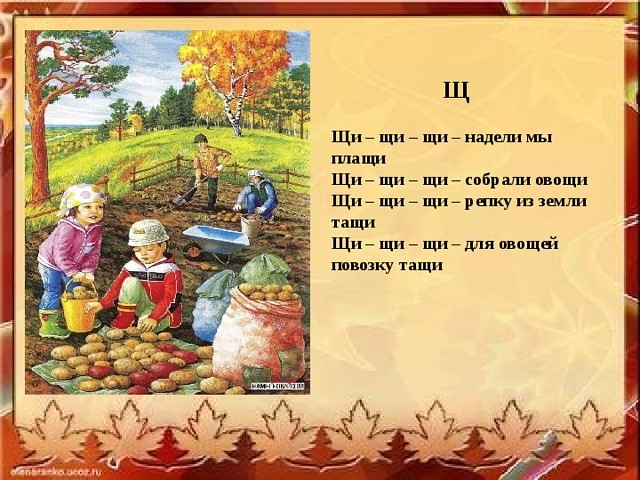 Щ
Щи – щи – щи – надели мы
плащи
Щи – щи – щи – собрали овощи
Щи – щи – щи – репку из земли
тащи
Щи – щи – щи – для овощей
повозку тащи
elenaranko.ucoz.ru